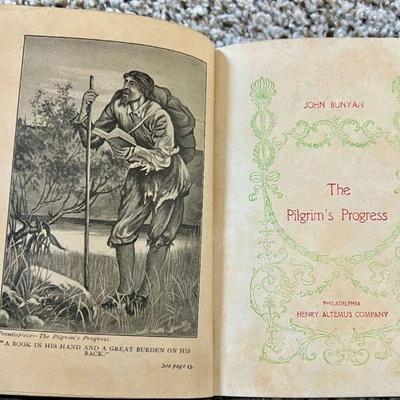 Frontispiece—The Pilgrim's Progress.
"A BOOK IN HIS HAND AND A GREAT BURDEN ON HIS
BACK."
See page 13.
JOHN BUNYAN
The
Pilgrim's Progress
PHILADELPHIA
HENRY ALTEMUS COMPANY